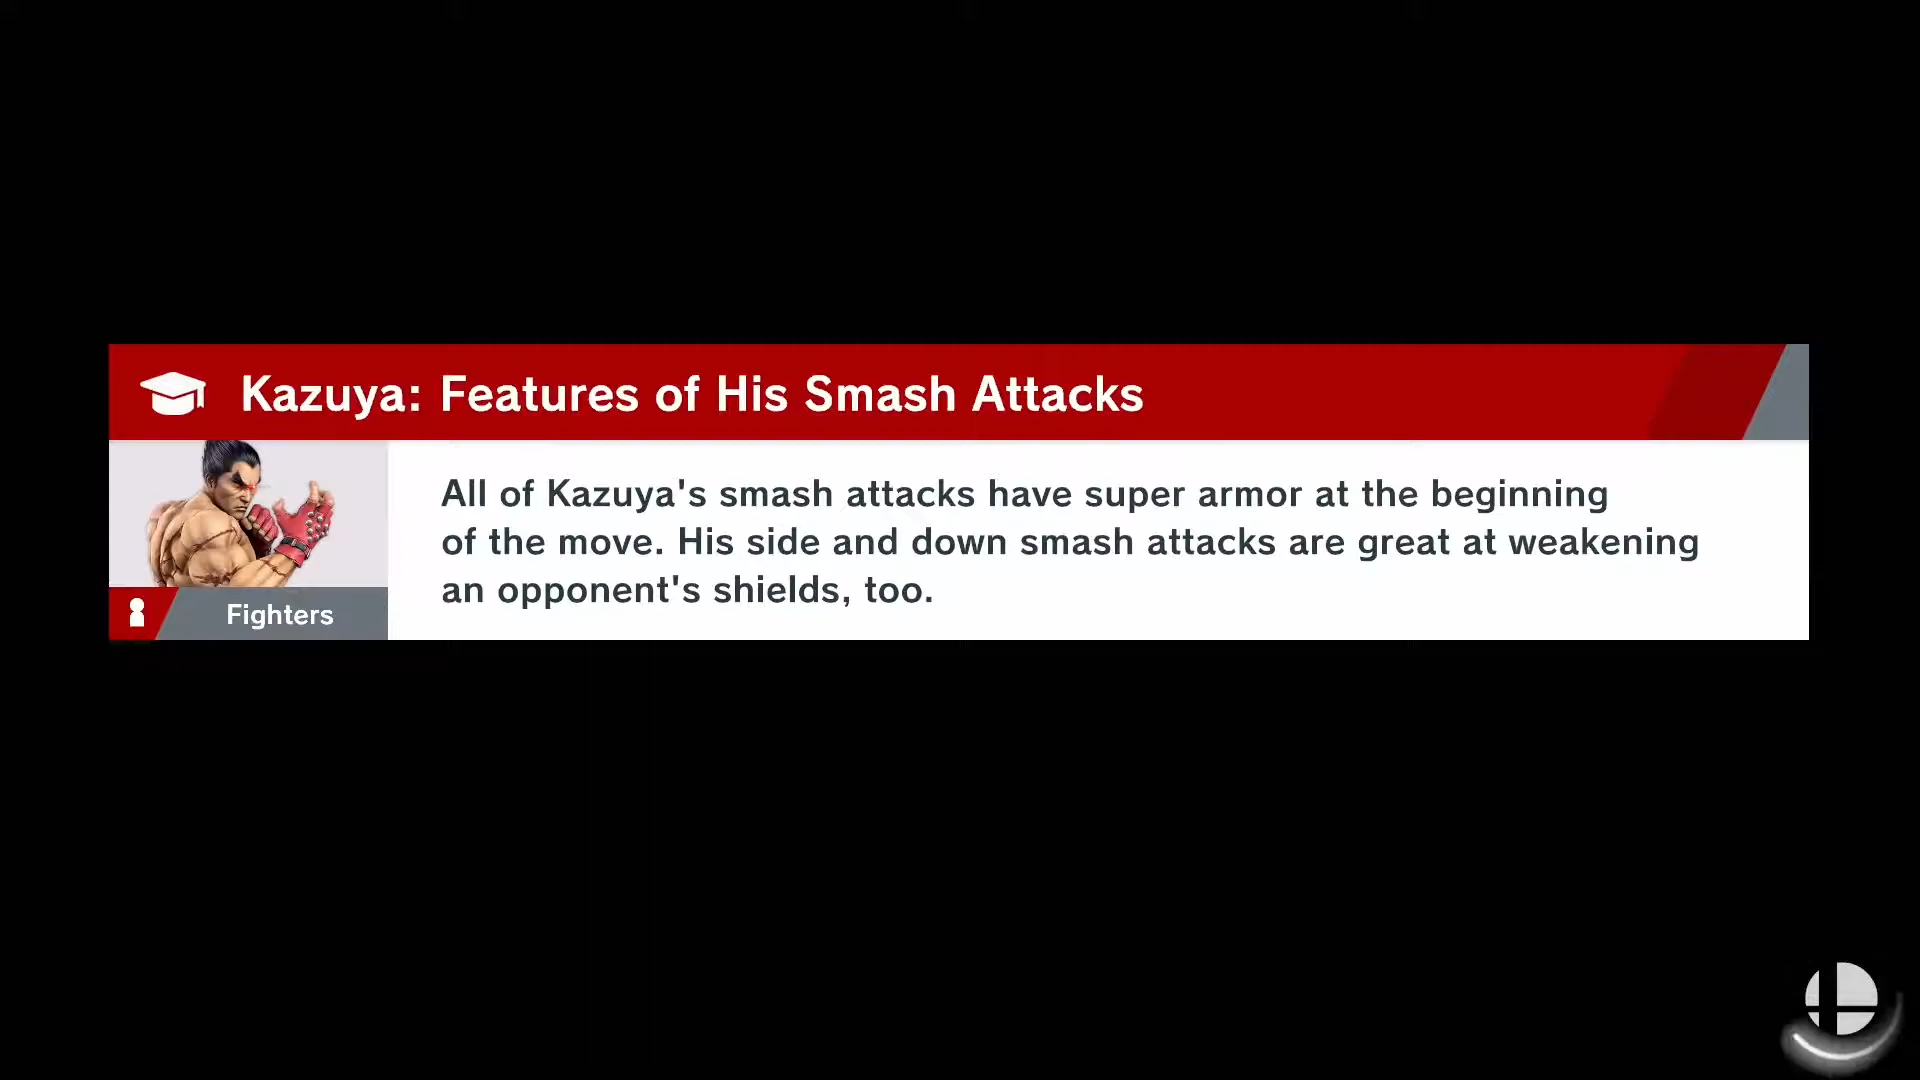 Kazuya: Features of His Smash Attacks
All of Kazuya's smash attacks have super armor at the beginning
of the move. His side and down smash attacks are great at weakening
an opponent's shields, too.
Fighters